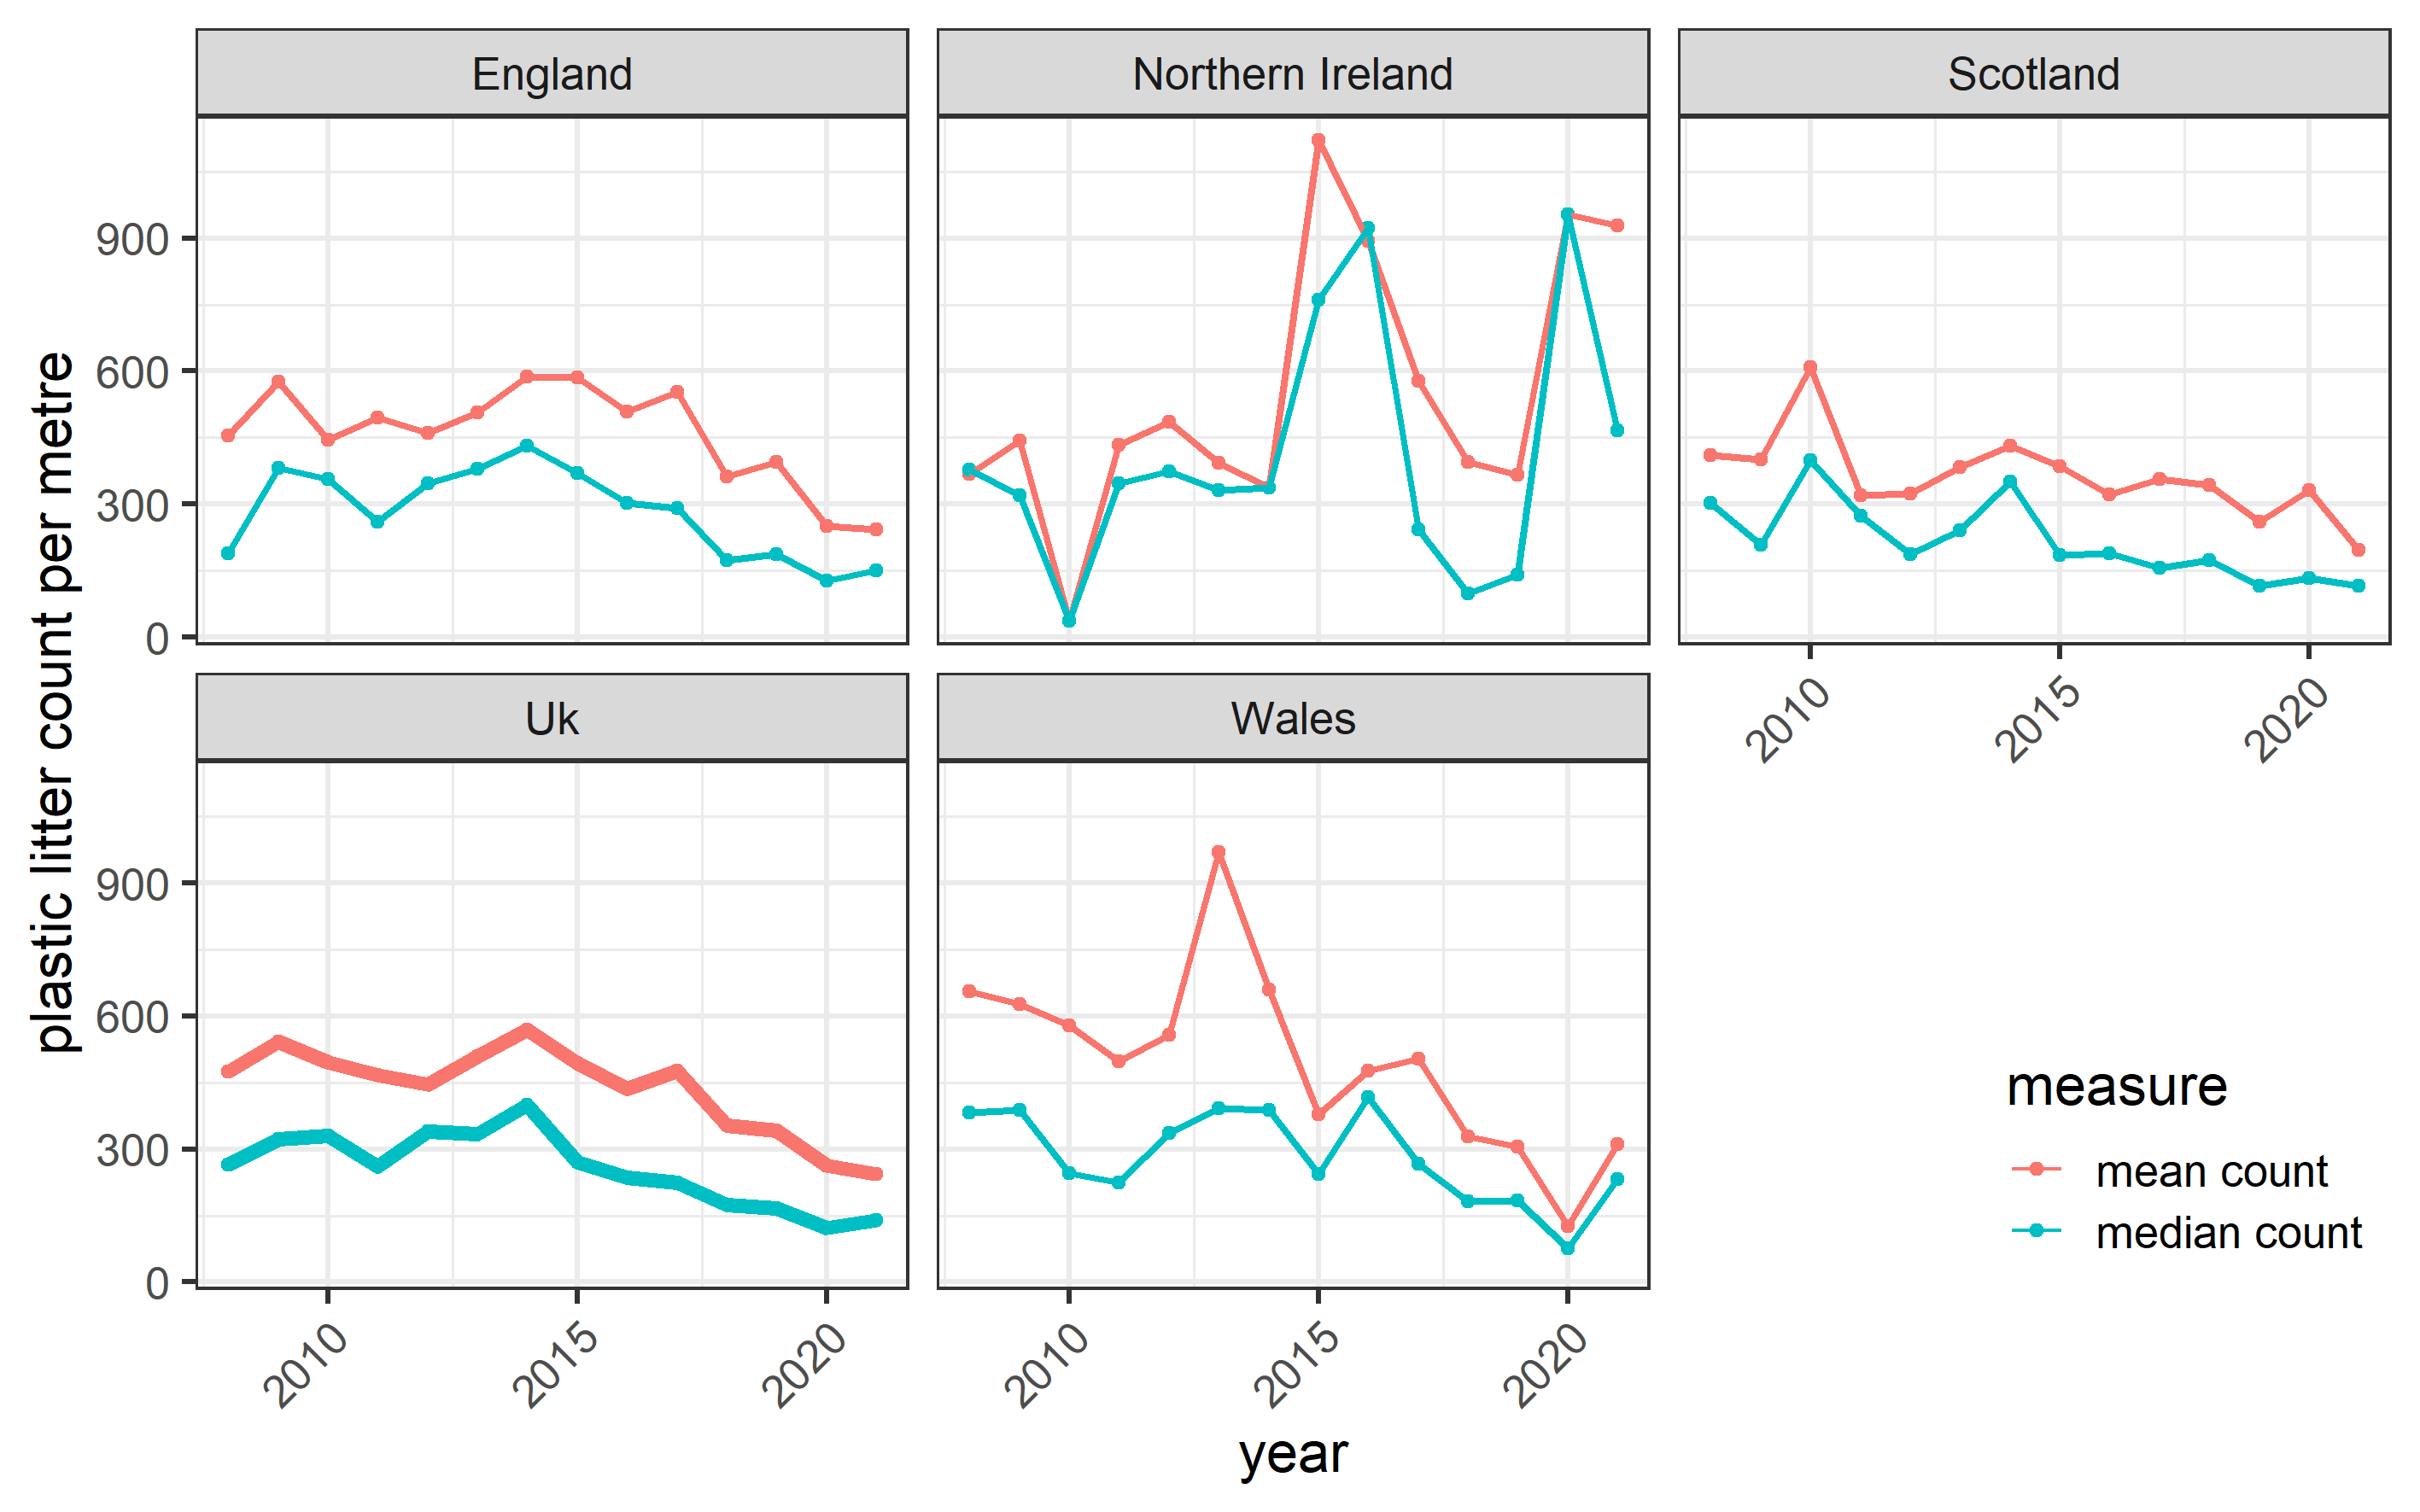 England
Northern Ireland
Scotland
900
600
300
0
2010
2015
2020
Uk
Wales
900
600
300
0
2010
2015
2020
2010
2015
2020
plastic litter count per metre
year
measure
mean count
median count